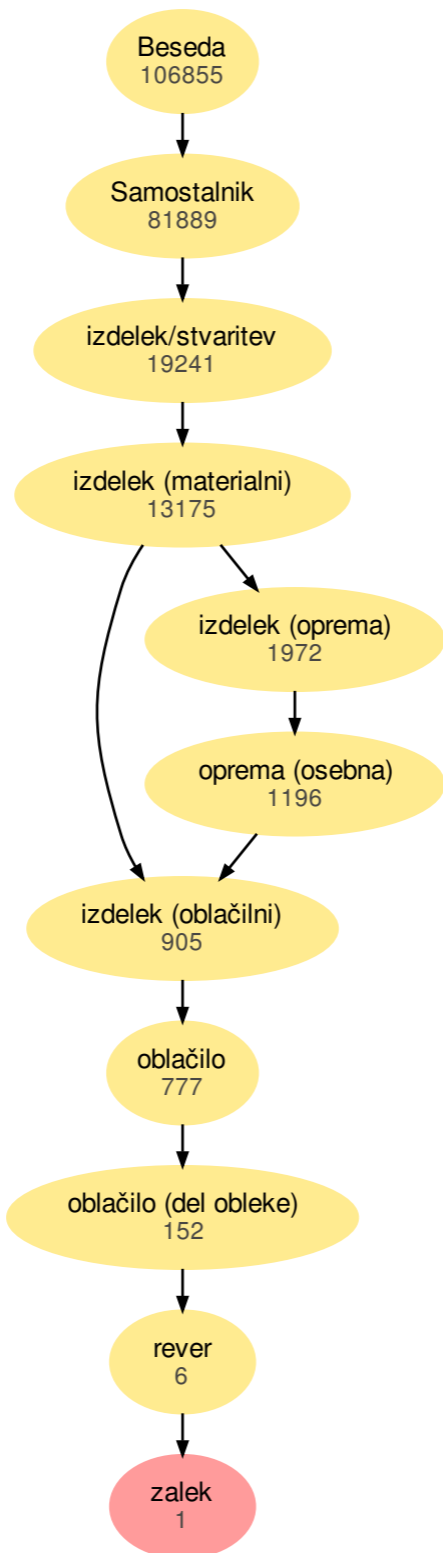 Beseda
106855
Samostalnik
81889
izdelek/stvaritev
19241
izdelek (materialni)
13175
izdelek (oprema)
1972
oprema (osebna)
1196
izdelek (oblačilni)
905
oblačilo
777
oblačilo (del obleke)
152
rever
6
zalek
1